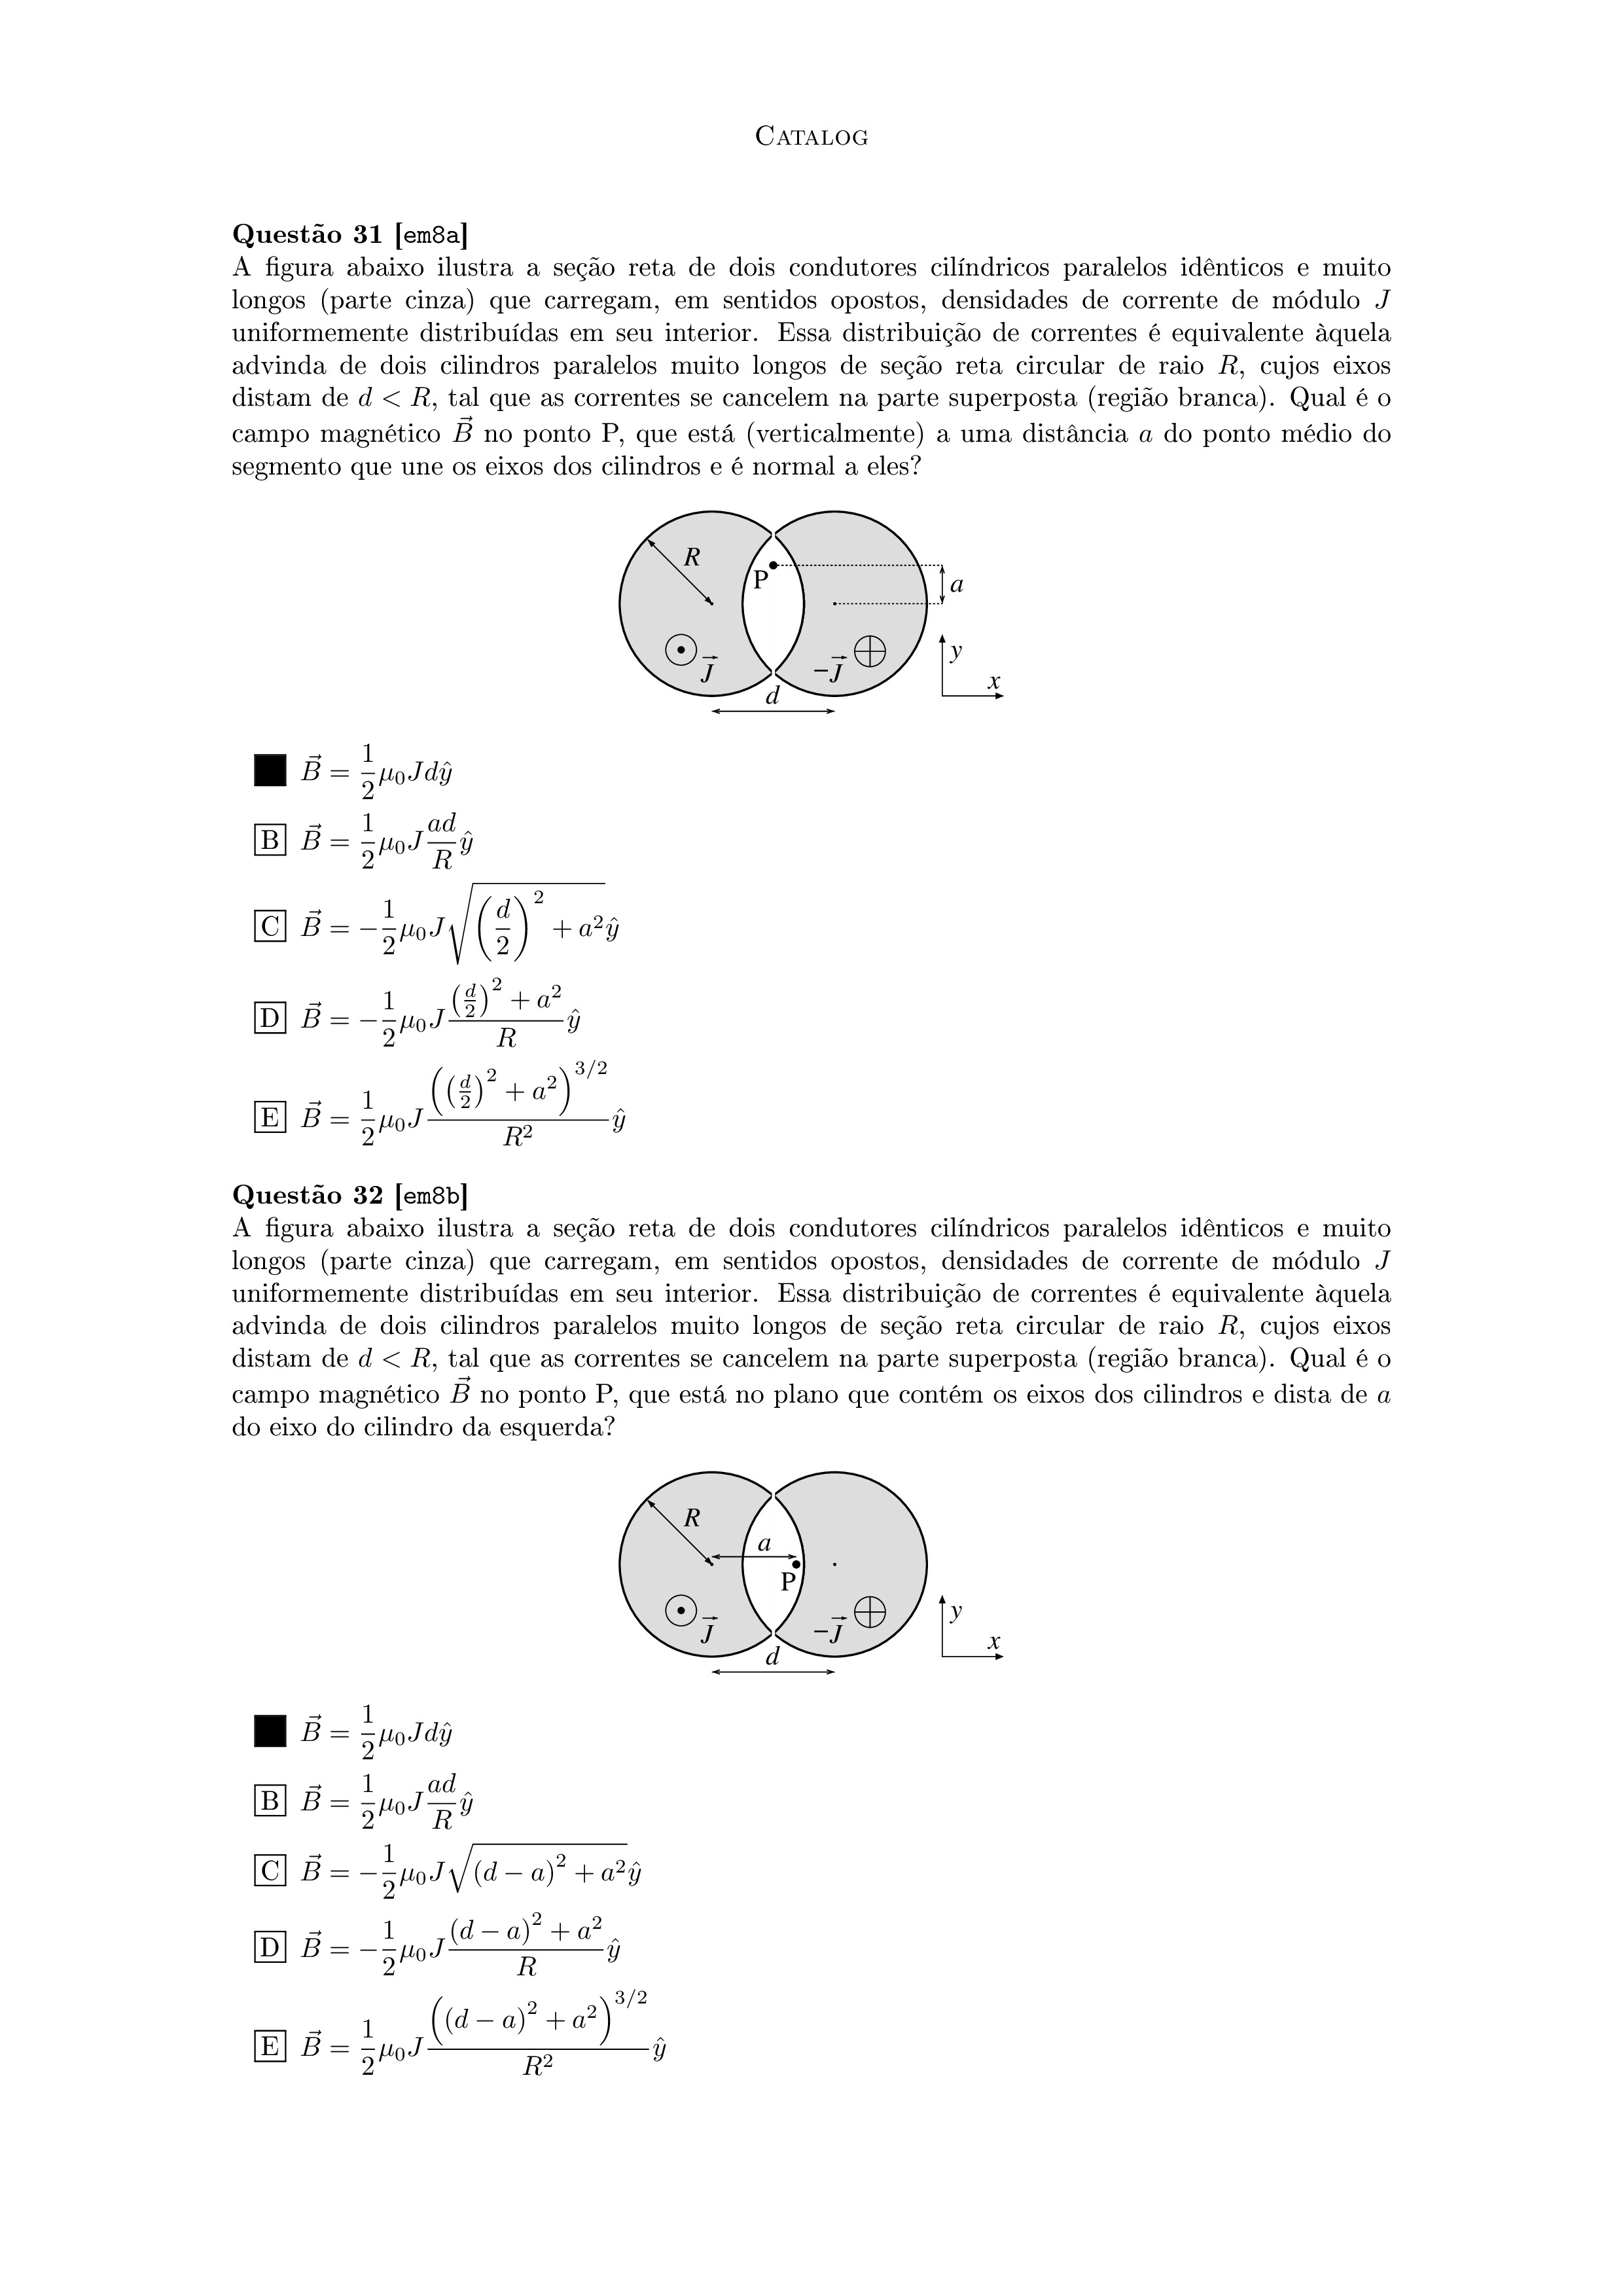 CATALOG
Questão 31 [em8a]
A figura abaixo ilustra a seção reta de dois condutores cilíndricos paralelos idênticos e muito
longos (parte cinza) que carregam, em sentidos opostos, densidades de corrente de módulo J
uniformemente distribuídas em seu interior. Essa distribuição de correntes é equivalente àquela
advinda de dois cilindros paralelos muito longos de seção reta circular de raio R, cujos eixos
distam de d < R, tal que as correntes se cancelem na parte superposta (região branca). Qual é o
campo magnético \vec{B} no ponto P, que está (verticalmente) a uma distância a do ponto médio do
segmento que une os eixos dos cilindros e é normal a eles?
R
P
a
\vec{J}
−\vec{J}
y
x
d
\vec{B} = \frac{1}{2}\mu_0 Jd\hat{y}
B \vec{B} = \frac{1}{2}\mu_0 J\frac{ad}{R}\hat{y}
C \vec{B} = -\frac{1}{2}\mu_0 J\sqrt{\left(\frac{d}{2}\right)^2 + a^2}\hat{y}
D \vec{B} = -\frac{1}{2}\mu_0 J\frac{\left(\frac{d}{2}\right)^2 + a^2}{R}\hat{y}
E \vec{B} = \frac{1}{2}\mu_0 J\frac{\left(\left(\frac{d}{2}\right)^2 + a^2\right)^{3/2}}{R^2}\hat{y}
Questão 32 [em8b]
A figura abaixo ilustra a seção reta de dois condutores cilíndricos paralelos idênticos e muito
longos (parte cinza) que carregam, em sentidos opostos, densidades de corrente de módulo J
uniformemente distribuídas em seu interior. Essa distribuição de correntes é equivalente àquela
advinda de dois cilindros paralelos muito longos de seção reta circular de raio R, cujos eixos
distam de d < R, tal que as correntes se cancelem na parte superposta (região branca). Qual é o
campo magnético \vec{B} no ponto P, que está no plano que contém os eixos dos cilindros e dista de a
do eixo do cilindro da esquerda?
R
a
P
\vec{J}
−\vec{J}
y
x
d
\vec{B} = \frac{1}{2}\mu_0 Jd\hat{y}
B \vec{B} = \frac{1}{2}\mu_0 J\frac{ad}{R}\hat{y}
C \vec{B} = -\frac{1}{2}\mu_0 J\sqrt{(d-a)^2 + a^2}\hat{y}
D \vec{B} = -\frac{1}{2}\mu_0 J\frac{(d-a)^2 + a^2}{R}\hat{y}
E \vec{B} = \frac{1}{2}\mu_0 J\frac{\left((d-a)^2 + a^2\right)^{3/2}}{R^2}\hat{y}